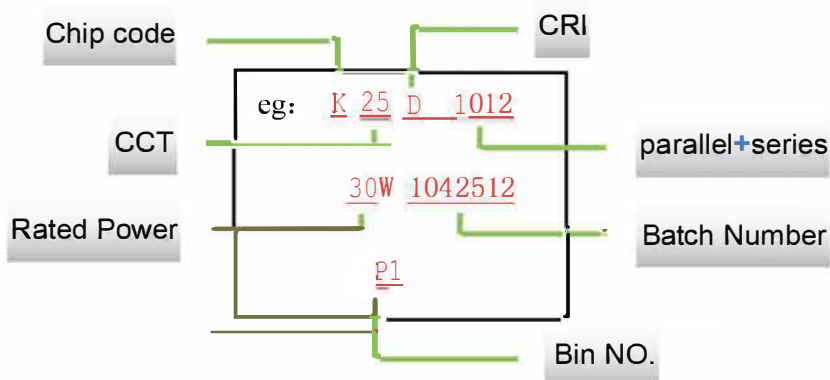 Chip code
CRI
eg: K 25 D 1012
CCT
parallel+series
30W 1042512
Rated Power
Batch Number
P1
Bin NO.